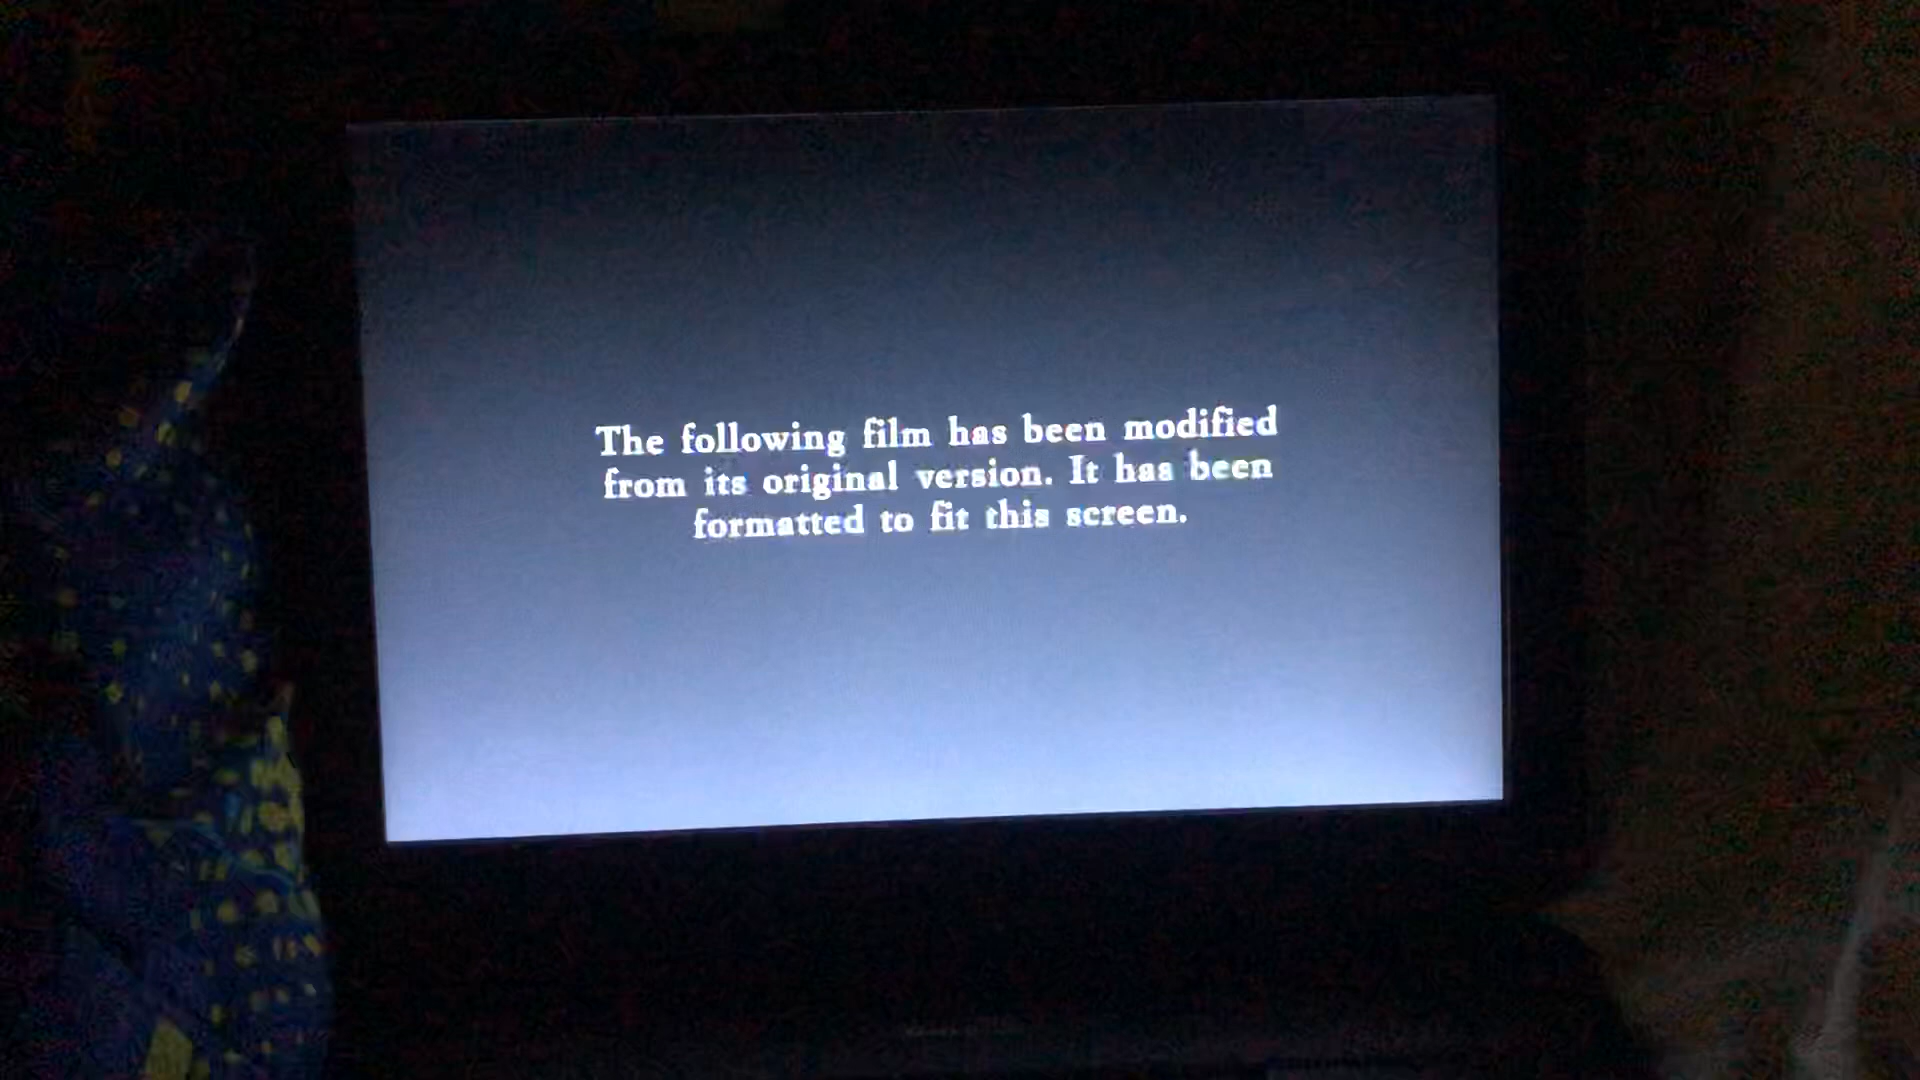 The following film has been modified
from its original version. It has been
formatted to fit this screen.